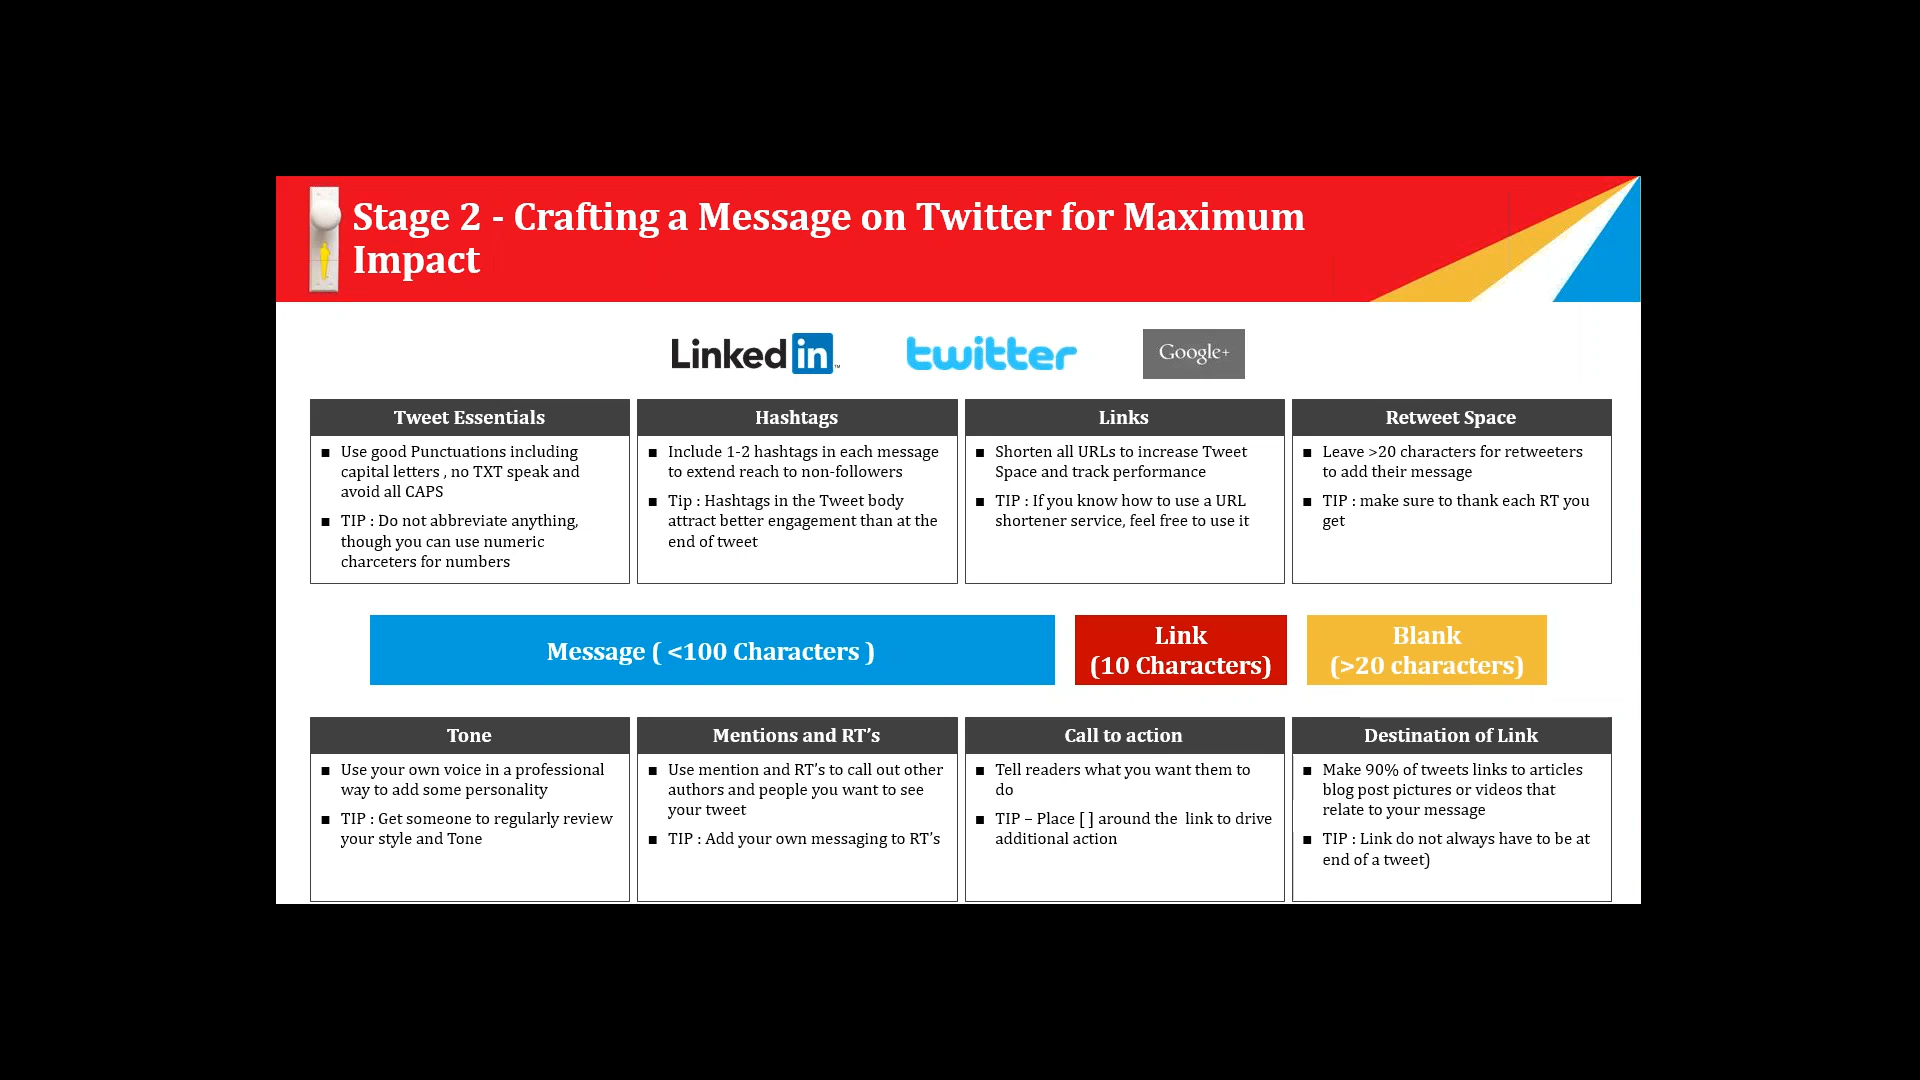 Stage 2 - Crafting a Message on Twitter for Maximum
Impact
Linked in ™
twitter
Google+
Tweet Essentials
■ Use good Punctuations including
capital letters , no TXT speak and
avoid all CAPS
■ TIP : Do not abbreviate anything,
though you can use numeric
charceters for numbers
Hashtags
■ Include 1-2 hashtags in each message
to extend reach to non-followers
■ Tip : Hashtags in the Tweet body
attract better engagement than at the
end of tweet
Links
■ Shorten all URLs to increase Tweet
Space and track performance
■ TIP : If you know how to use a URL
shortener service, feel free to use it
Retweet Space
■ Leave >20 characters for retweeters
to add their message
■ TIP : make sure to thank each RT you
get
Message ( <100 Characters )
Link
(10 Characters)
Blank
(>20 characters)
Tone
■ Use your own voice in a professional
way to add some personality
■ TIP : Get someone to regularly review
your style and Tone
Mentions and RT’s
■ Use mention and RT’s to call out other
authors and people you want to see
your tweet
■ TIP : Add your own messaging to RT’s
Call to action
■ Tell readers what you want them to
do
■ TIP – Place [ ] around the link to drive
additional action
Destination of Link
■ Make 90% of tweets links to articles
blog post pictures or videos that
relate to your message
■ TIP : Link do not always have to be at
end of a tweet)